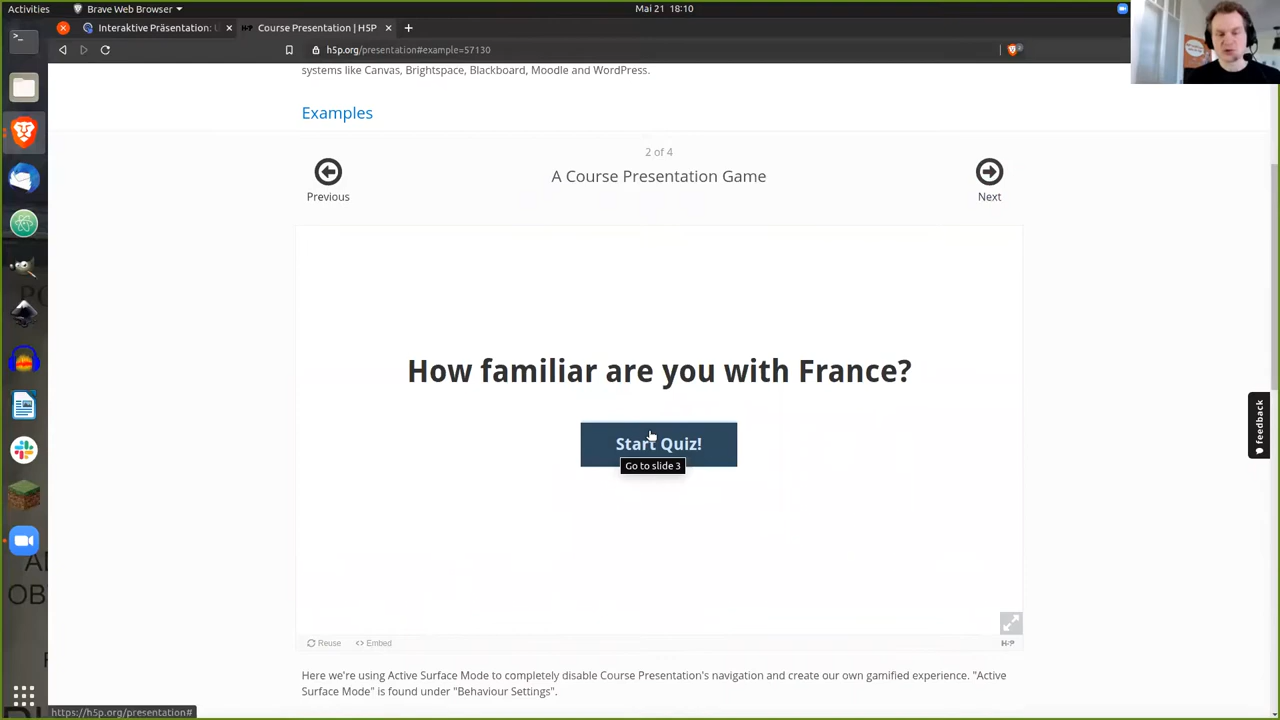 Activities
Brave Web Browser
Mai 21 18:10
Interaktive Präsentation: U
Course Presentation | H5P
h5p.org/presentation#example=57130
systems like Canvas, Brightspace, Blackboard, Moodle and WordPress.
Examples
2 of 4
Previous
A Course Presentation Game
Next
How familiar are you with France?
Start Quiz!
Go to slide 3
feedback
Reuse
Embed
H5P
Here we're using Active Surface Mode to completely disable Course Presentation's navigation and create our own gamified experience. "Active
Surface Mode" is found under "Behaviour Settings".
https://h5p.org/presentation#